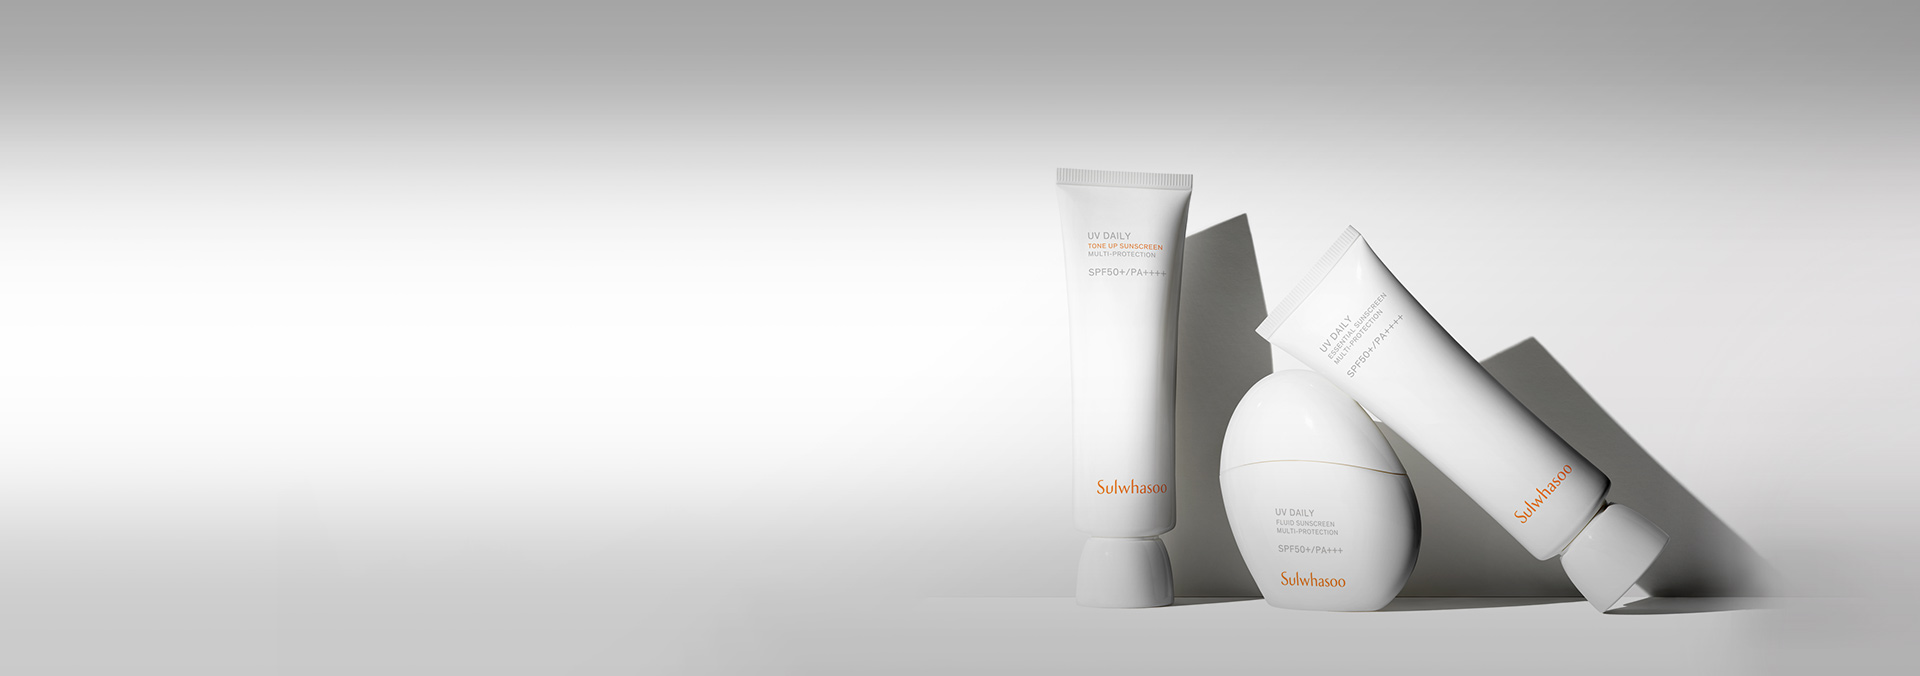 UV DAILY
TONE UP SUNSCREEN
MULTI-PROTECTION
SPF50+/PA++++
Sulwhasoo
UV DAILY
FLUID SUNSCREEN
MULTI-PROTECTION
SPF50+/PA+++
Sulwhasoo
UV DAILY
ESSENTIAL SUNSCREEN
MULTI-PROTECTION
SPF50+/PA++++
Sulwhasoo